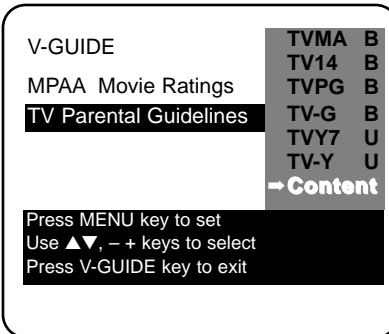 V-GUIDE
MPAA Movie Ratings
TV Parental Guidelines
TVMA B
TV14 B
TVPG B
TV-G B
TVY7 U
TV-Y U
➡Content
Press MENU key to set
Use ▲▼, – + keys to select
Press V-GUIDE key to exit